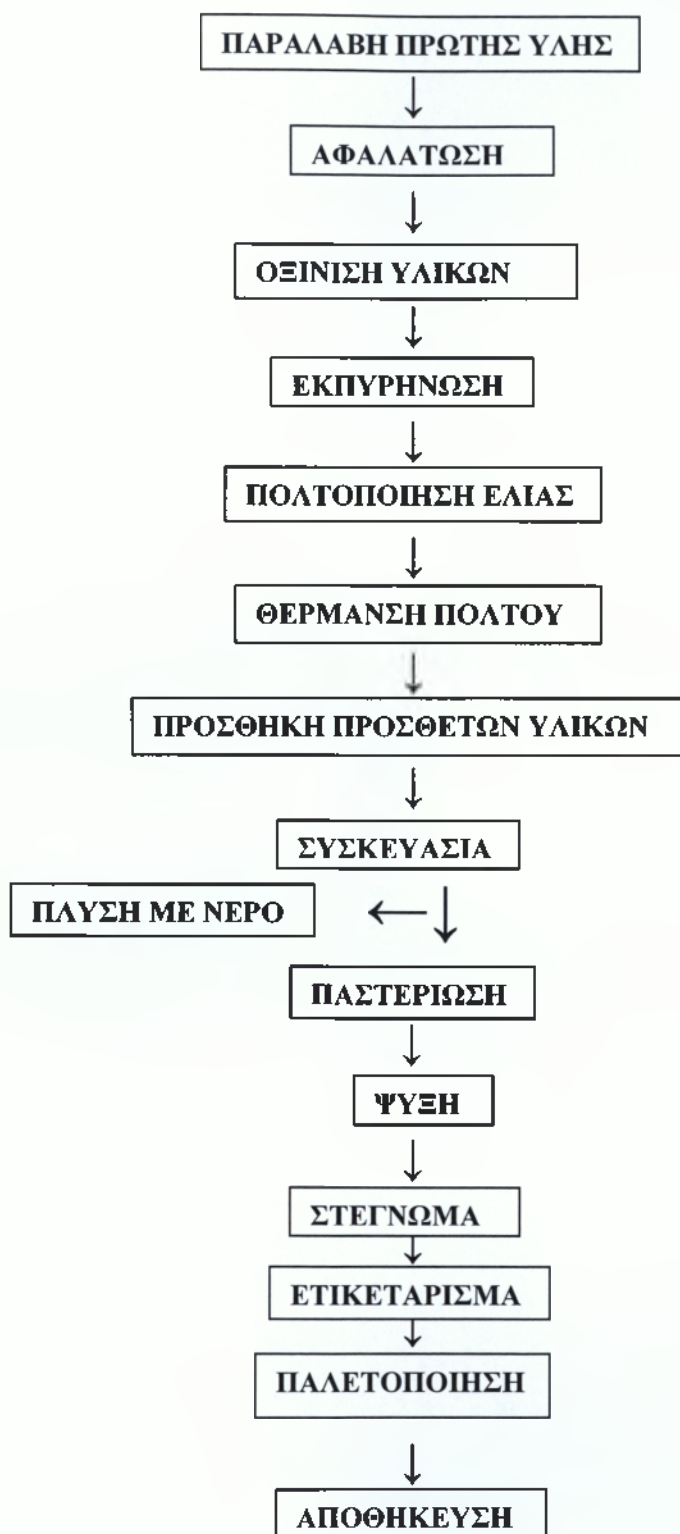 ΠΑΡΑΛΑΒΗ ΠΡΩΤΗΣ ΥΛΗΣ
ΑΦΑΛΑΤΩΣΗ
ΟΞΙΝΙΣΗ ΥΛΙΚΩΝ
ΕΚΠΥΡΗΝΩΣΗ
ΠΟΛΤΟΠΟΙΗΣΗ ΕΛΙΑΣ
ΘΕΡΜΑΝΣΗ ΠΟΛΤΟΥ
ΠΡΟΣΘΗΚΗ ΠΡΟΣΘΕΤΩΝ ΥΛΙΚΩΝ
ΣΥΣΚΕΥΑΣΙΑ
ΠΛΥΣΗ ΜΕ ΝΕΡΟ
ΠΑΣΤΕΡΙΩΣΗ
ΨΥΞΗ
ΣΤΕΓΝΩΜΑ
ΕΤΙΚΕΤΑΡΙΣΜΑ
ΠΑΛΕΤΟΠΟΙΗΣΗ
ΑΠΟΘΗΚΕΥΣΗ